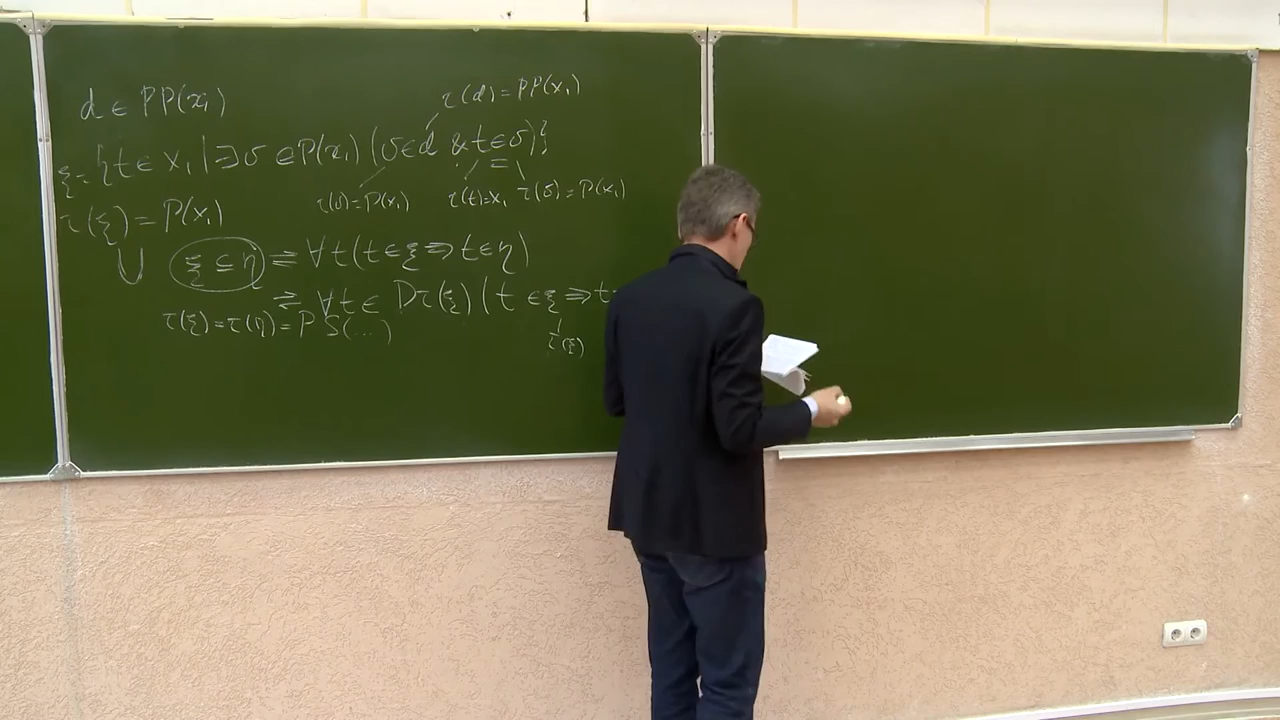 d ∈ PP(x₁)
τ(d) = PP(x₁)
ξ = {t ∈ x₁ | ∃σ ∈ P(x₁) (σ ∈ d & t ∈ σ)}
τ(σ) = P(x₁) τ(t) = x₁ τ(σ) = P(x₁)
τ(ξ) = P(x₁)
∪ ξ ⊆ η ⇌ ∀t (t ∈ ξ ⇒ t ∈ η)
⇌ ∀t ∈ Dτ(ξ) (t ∈ ξ ⇒ t
τ(ξ) = τ(η) = PS(...)
τ(ξ)